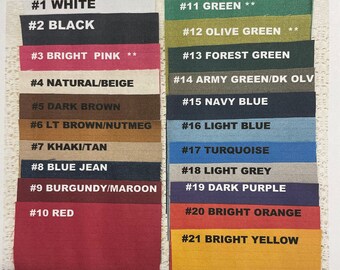 #1 WHITE
#2 BLACK
#3 BRIGHT PINK **
#4 NATURAL/BEIGE
#5 DARK BROWN
#6 LT BROWN/NUTMEG
#7 KHAKI/TAN
#8 BLUE JEAN
#9 BURGUNDY/MAROON
#10 RED
#11 GREEN **
#12 OLIVE GREEN **
#13 FOREST GREEN
#14 ARMY GREEN/DK OLV
#15 NAVY BLUE
#16 LIGHT BLUE
#17 TURQUOISE
#18 LIGHT GREY
#19 DARK PURPLE
#20 BRIGHT ORANGE
#21 BRIGHT YELLOW